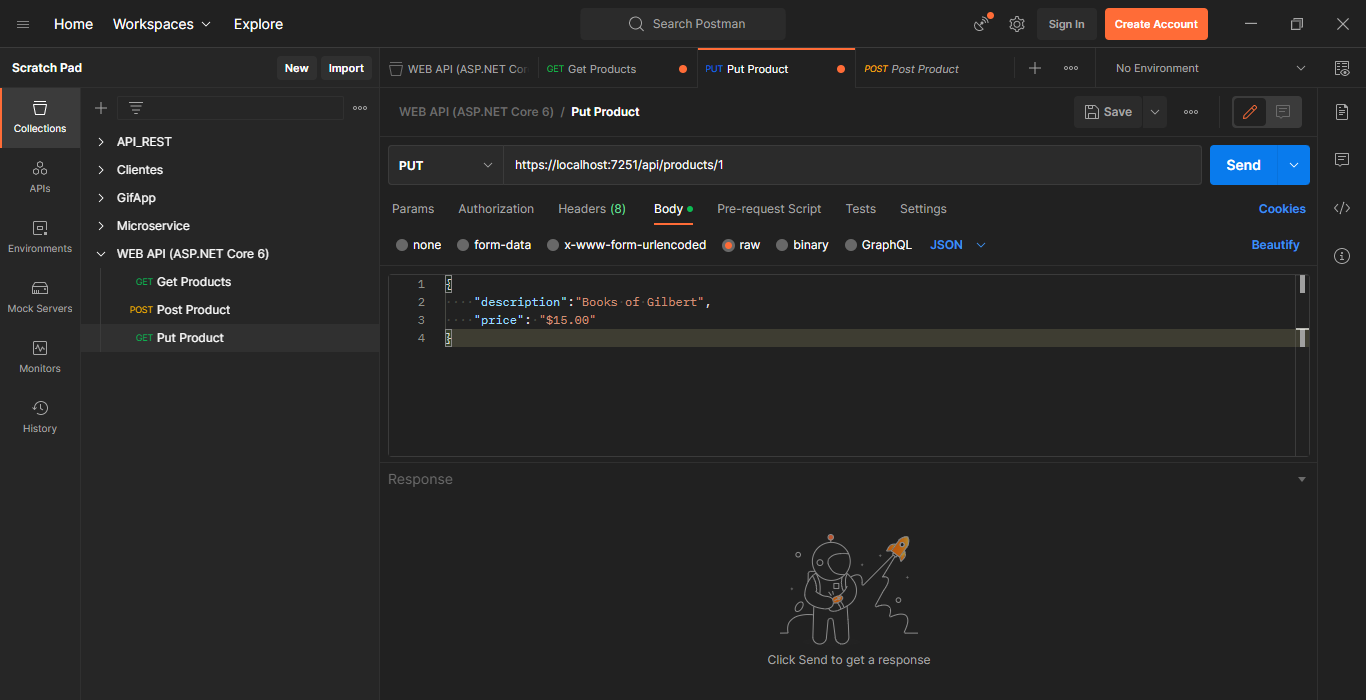 Home Workspaces Explore Search Postman Sign In Create Account
Scratch Pad New Import
WEB API (ASP.NET Cor GET Get Products PUT Put Product POST Post Product No Environment
Collections
APIs
Environments
Mock Servers
Monitors
History
API_REST
Clientes
GifApp
Microservice
WEB API (ASP.NET Core 6)
GET Get Products
POST Post Product
GET Put Product
WEB API (ASP.NET Core 6) / Put Product Save
PUT https://localhost:7251/api/products/1 Send
Params Authorization Headers (8) Body Pre-request Script Tests Settings Cookies
none form-data x-www-form-urlencoded raw binary GraphQL JSON Beautify
1 {
2 "description":"Books of Gilbert",
3 "price": "$15.00"
4 }
Response
Click Send to get a response